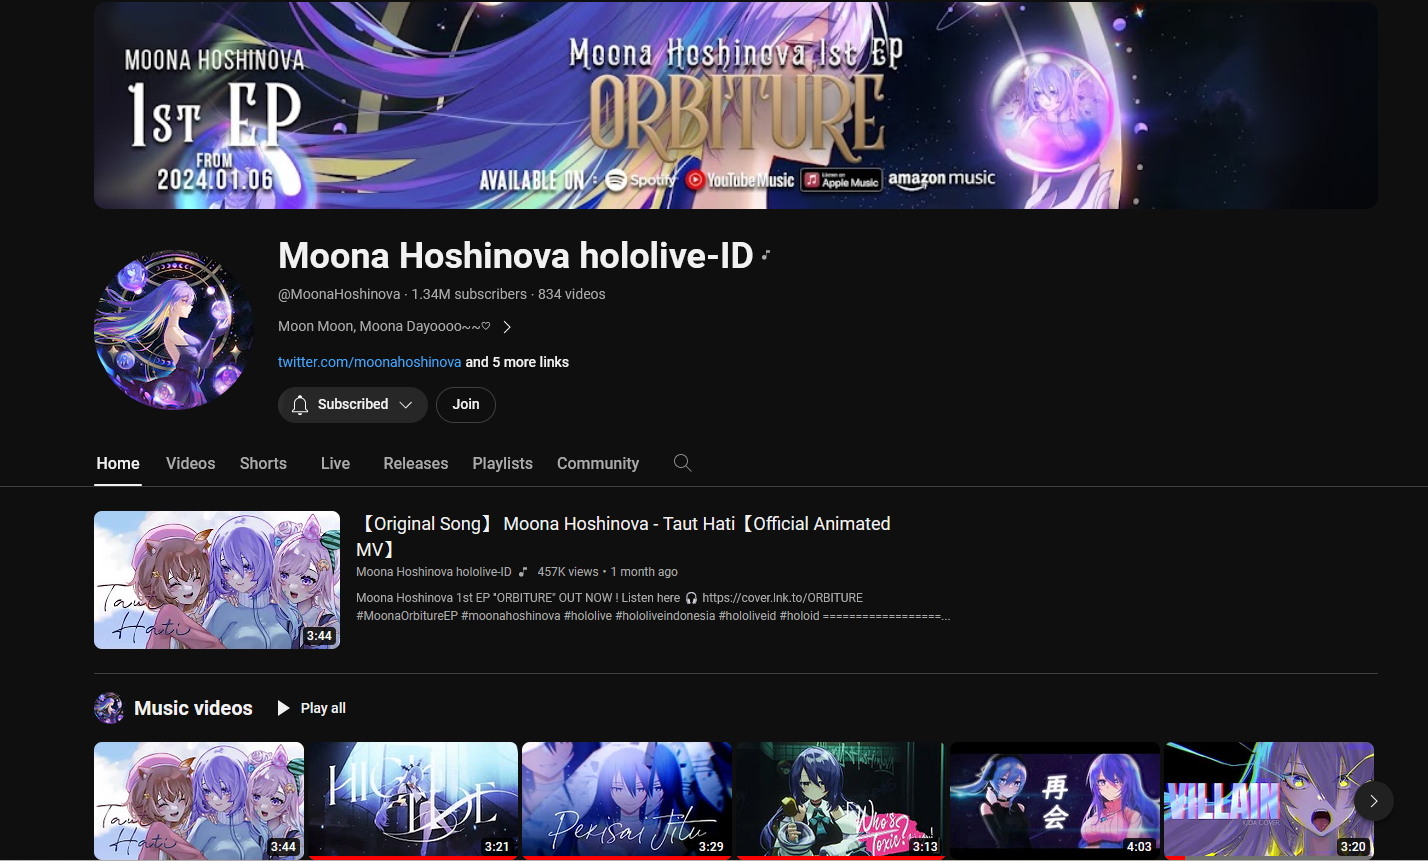 MOONA HOSHINOVA
1ST EP
FROM
2024.01.06
Moona Hoshinova 1st EP
ORBITURE
AVAILABLE ON : Spotify YouTube Music Listen on Apple Music amazon music
Moona Hoshinova hololive-ID
@MoonaHoshinova · 1.34M subscribers · 834 videos
Moon Moon, Moona Dayoooo~~♡
twitter.com/moonahoshinova and 5 more links
Subscribed
Join
Home Videos Shorts Live Releases Playlists Community
【Original Song】 Moona Hoshinova - Taut Hati【Official Animated
MV】
Moona Hoshinova hololive-ID 457K views • 1 month ago
Moona Hoshinova 1st EP "ORBITURE" OUT NOW ! Listen here 🎧 https://cover.lnk.to/ORBITURE
#MoonaOrbitureEP #moonahoshinova #hololive #hololiveindonesia #hololiveid #holoid ==================...
Taut
Hati
3:44
Music videos
Play all
Taut
Hati
3:44
HIGH TIDE
3:21
Perisai Jitu
3:29
Who's
Toxic?
3:13
再会
4:03
VILLAIN
3:20